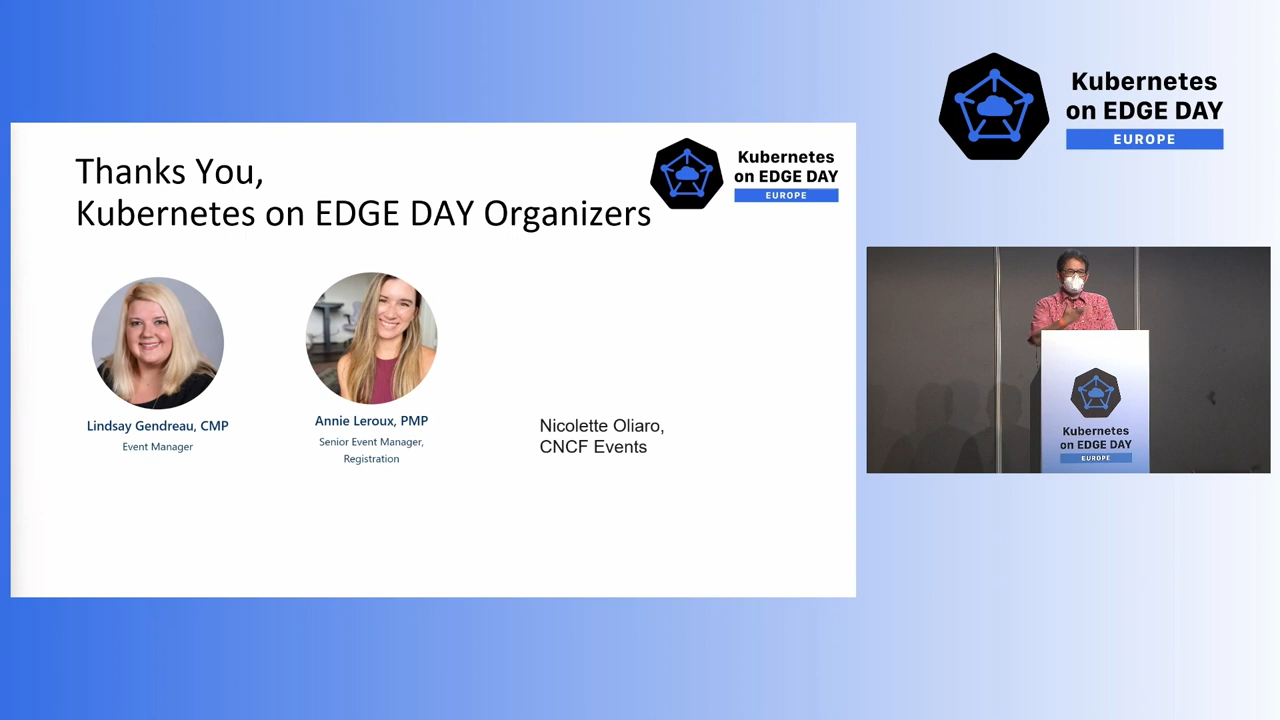 Thanks You,
Kubernetes on EDGE DAY Organizers
Kubernetes
on EDGE DAY
EUROPE
Lindsay Gendreau, CMP
Event Manager
Annie Leroux, PMP
Senior Event Manager,
Registration
Nicolette Oliaro,
CNCF Events
Kubernetes
on EDGE DAY
EUROPE
Kubernetes
on EDGE DAY
EUROPE